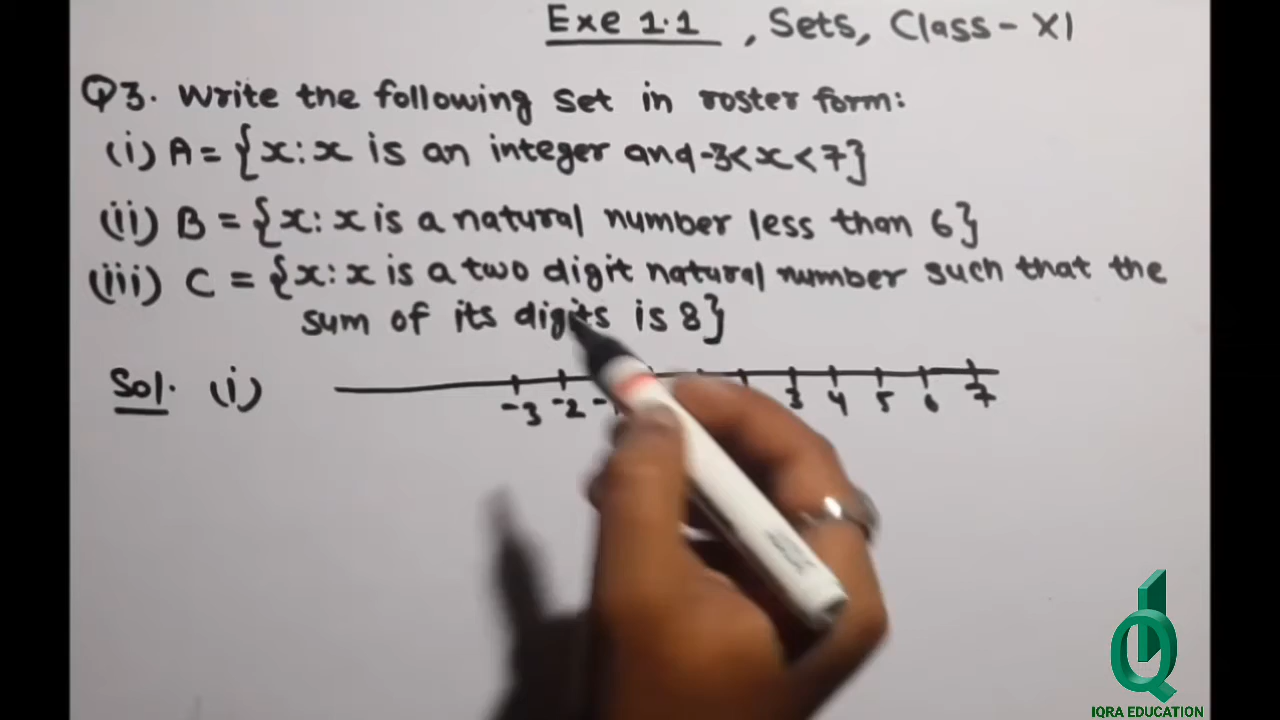 Exe 1.1, Sets, Class - XI
Q3. Write the following set in roster form:
(i) A = {x: x is an integer and -3 < x < 7}
(ii) B = {x: x is a natural number less than 6}
(iii) C = {x: x is a two digit natural number such that the
sum of its digits is 8}
Sol. (i)
-3 -2 3 4 5 6 7
IQRA EDUCATION